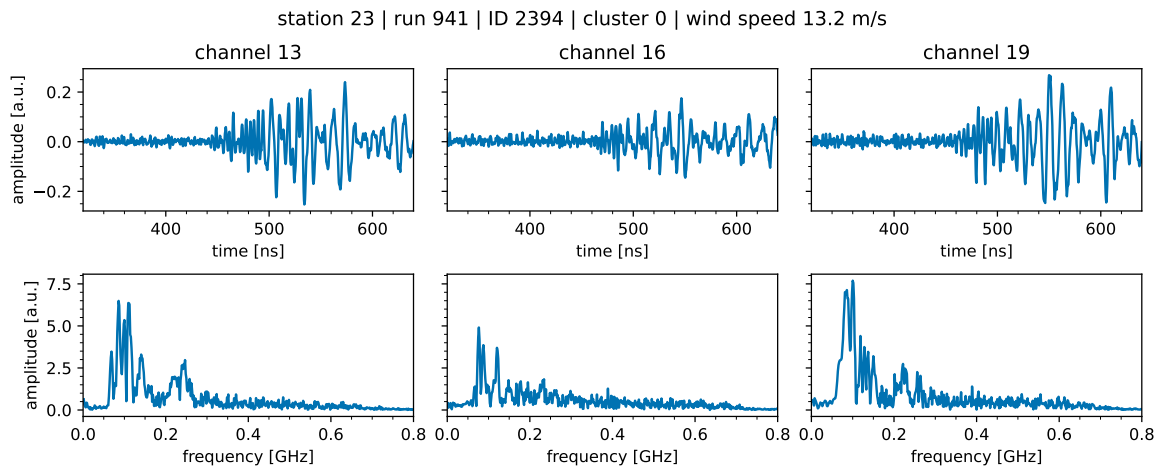 station 23 | run 941 | ID 2394 | cluster 0 | wind speed 13.2 m/s
channel 13
channel 16
channel 19
amplitude [a.u.]
0.2
0.0
−0.2
400
500
600
400
500
600
400
500
600
time [ns]
time [ns]
time [ns]
amplitude [a.u.]
7.5
5.0
2.5
0.0
0.0
0.2
0.4
0.6
0.8
0.0
0.2
0.4
0.6
0.8
0.0
0.2
0.4
0.6
0.8
frequency [GHz]
frequency [GHz]
frequency [GHz]